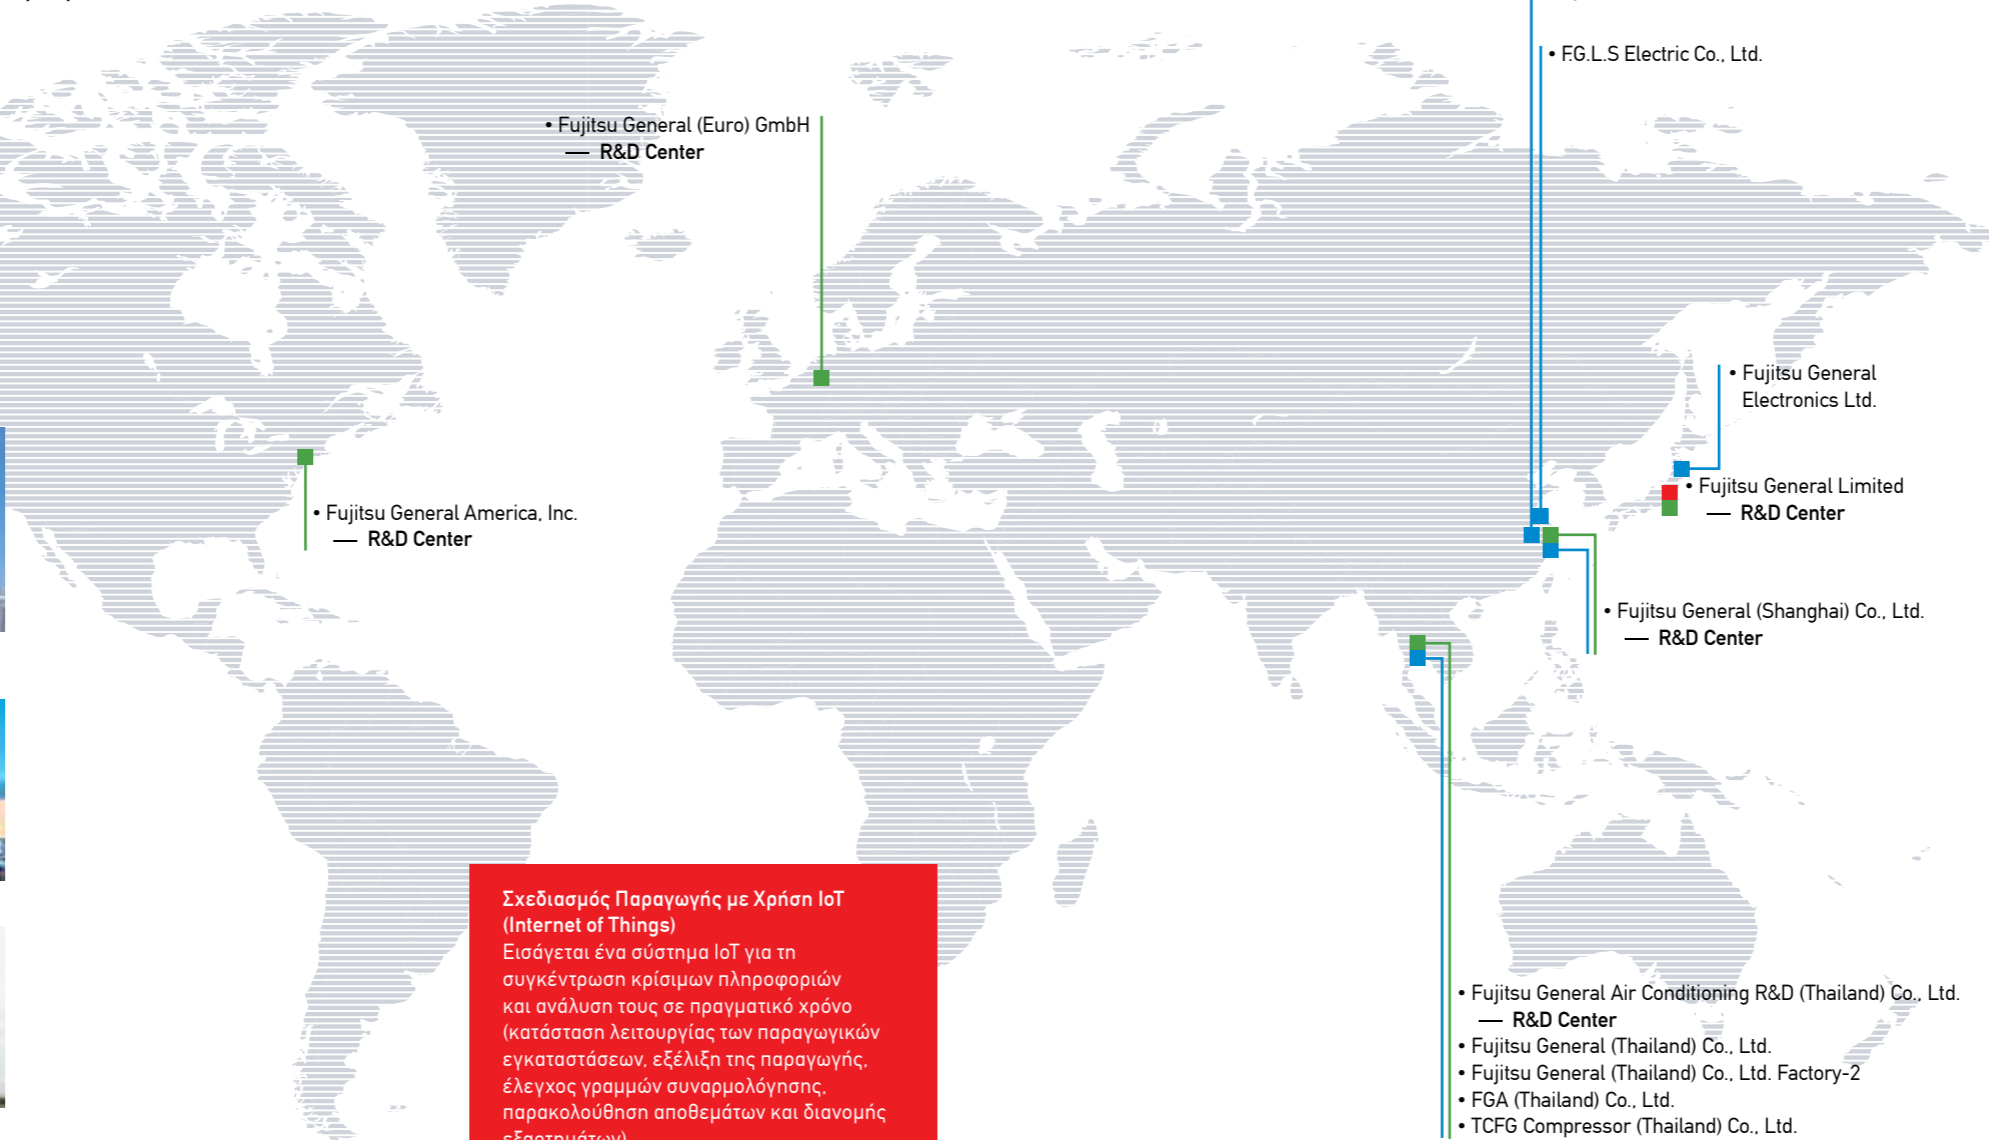 • F.G.L.S Electric Co., Ltd.
• Fujitsu General (Euro) GmbH
— R&D Center
• Fujitsu General
Electronics Ltd.
• Fujitsu General Limited
— R&D Center
• Fujitsu General America, Inc.
— R&D Center
• Fujitsu General (Shanghai) Co., Ltd.
— R&D Center
Σχεδιασμός Παραγωγής με Χρήση IoT
(Internet of Things)
Εισάγεται ένα σύστημα IoT για τη
συγκέντρωση κρίσιμων πληροφοριών
και ανάλυση τους σε πραγματικό χρόνο
(κατάσταση λειτουργίας των παραγωγικών
εγκαταστάσεων, εξέλιξη της παραγωγής,
έλεγχος γραμμών συναρμολόγησης,
παρακολούθηση αποθεμάτων και διανομής
εξαρτημάτων)
• Fujitsu General Air Conditioning R&D (Thailand) Co., Ltd.
— R&D Center
• Fujitsu General (Thailand) Co., Ltd.
• Fujitsu General (Thailand) Co., Ltd. Factory-2
• FGA (Thailand) Co., Ltd.
• TCFG Compressor (Thailand) Co., Ltd.